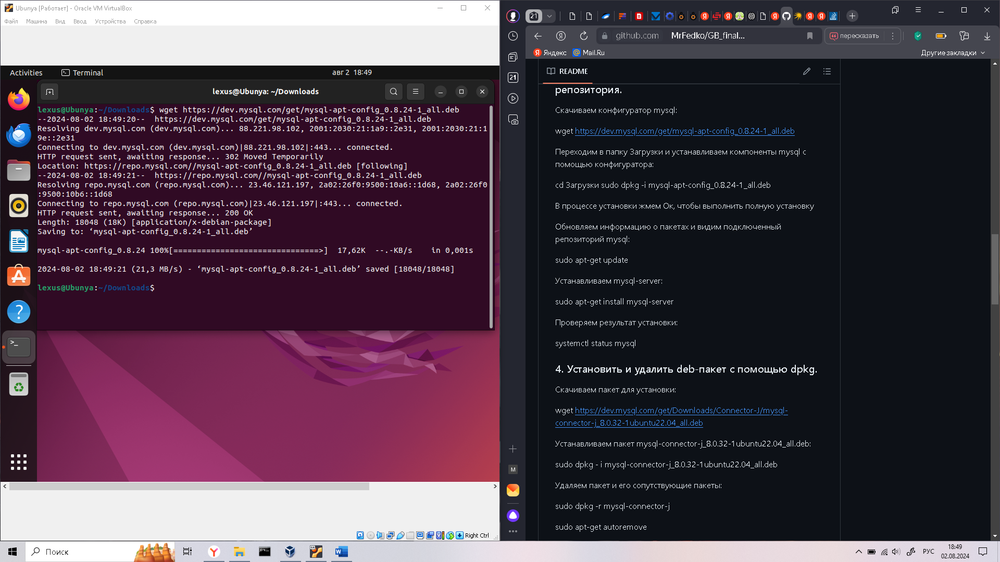 Ubunya [Работает] - Oracle VM VirtualBox
Файл Машина Вид Ввод Устройства Справка
Activities Terminal авг 2 18:49
lexus@Ubunya: ~/Downloads
lexus@Ubunya:~/Downloads$ wget https://dev.mysql.com/get/mysql-apt-config_0.8.24-1_all.deb
--2024-08-02 18:49:20--  https://dev.mysql.com/get/mysql-apt-config_0.8.24-1_all.deb
Resolving dev.mysql.com (dev.mysql.com)... 88.221.98.102, 2001:2030:21:1a9::2e31, 2001:2030:21:1
9e::2e31
Connecting to dev.mysql.com (dev.mysql.com)|88.221.98.102|:443... connected.
HTTP request sent, awaiting response... 302 Moved Temporarily
Location: https://repo.mysql.com//mysql-apt-config_0.8.24-1_all.deb [following]
--2024-08-02 18:49:21--  https://repo.mysql.com//mysql-apt-config_0.8.24-1_all.deb
Resolving repo.mysql.com (repo.mysql.com)... 23.46.121.197, 2a02:26f0:9500:10a6::1d68, 2a02:26f0
:9500:10b6::1d68
Connecting to repo.mysql.com (repo.mysql.com)|23.46.121.197|:443... connected.
HTTP request sent, awaiting response... 200 OK
Length: 18048 (18K) [application/x-debian-package]
Saving to: ‘mysql-apt-config_0.8.24-1_all.deb’
mysql-apt-config_0.8.24 100%[===============================>]  17,62K  --.-KB/s    in 0,001s
2024-08-02 18:49:21 (21,3 MB/s) - ‘mysql-apt-config_0.8.24-1_all.deb’ saved [18048/18048]
lexus@Ubunya:~/Downloads$
Right Ctrl
21
github.com MrFedko/GB_final... пересказать
Яндекс Mail.Ru Другие закладки
21
M
README
репозитория.
Скачиваем конфигуратор mysql:
wget https://dev.mysql.com/get/mysql-apt-config_0.8.24-1_all.deb
Переходим в папку Загрузки и устанавливаем компоненты mysql с
помощью конфигуратора:
cd Загрузки sudo dpkg -i mysql-apt-config_0.8.24-1_all.deb
В процессе установки жмем Ок, чтобы выполнить полную установку
Обновляем информацию о пакетах и видим подключенный
репозиторий mysql:
sudo apt-get update
Устанавливаем mysql-server:
sudo apt-get install mysql-server
Проверяем результат установки:
systemctl status mysql
4. Установить и удалить deb-пакет с помощью dpkg.
Скачиваем пакет для установки:
wget https://dev.mysql.com/get/Downloads/Connector-J/mysql-
connector-j_8.0.32-1ubuntu22.04_all.deb
Устанавливаем пакет mysql-connector-j_8.0.32-1ubuntu22.04_all.deb:
sudo dpkg - i mysql-connector-j_8.0.32-1ubuntu22.04_all.deb
Удаляем пакет и его сопутствующие пакеты:
sudo dpkg -r mysql-connector-j
sudo apt-get autoremove
Поиск
РУС
18:49
02.08.2024